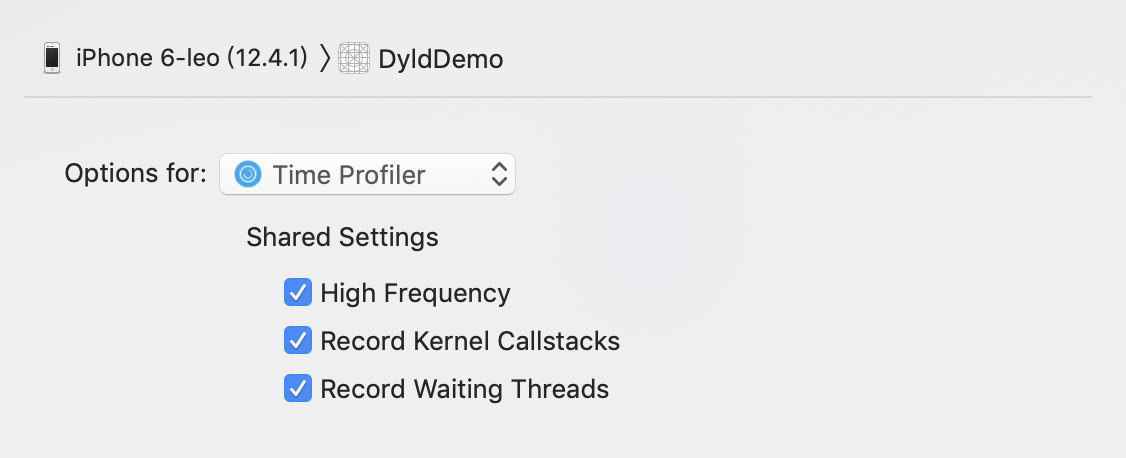 iPhone 6-leo (12.4.1) 〉 DyldDemo
Options for: Time Profiler
Shared Settings
High Frequency
Record Kernel Callstacks
Record Waiting Threads